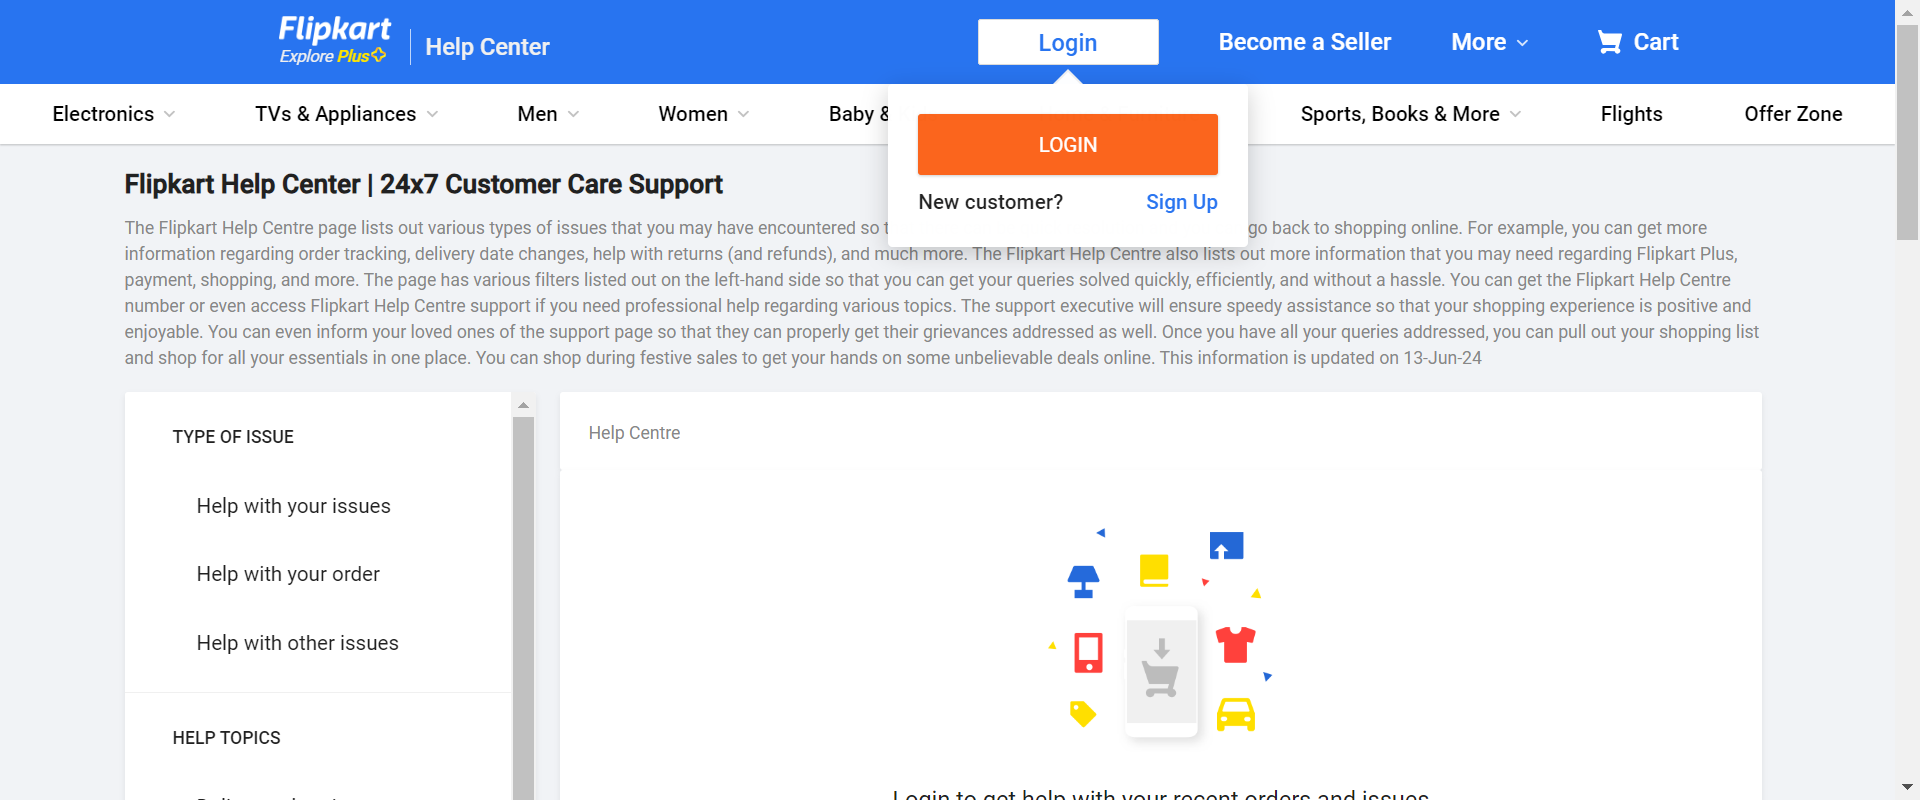 Flipkart
Explore Plus
Help Center
Login
Become a Seller
More
Cart
Electronics
TVs & Appliances
Men
Women
Baby &
Sports, Books & More
Flights
Offer Zone
LOGIN
New customer?
Sign Up
Flipkart Help Center | 24x7 Customer Care Support
The Flipkart Help Centre page lists out various types of issues that you may have encountered so go back to shopping online. For example, you can get more
information regarding order tracking, delivery date changes, help with returns (and refunds), and much more. The Flipkart Help Centre also lists out more information that you may need regarding Flipkart Plus,
payment, shopping, and more. The page has various filters listed out on the left-hand side so that you can get your queries solved quickly, efficiently, and without a hassle. You can get the Flipkart Help Centre
number or even access Flipkart Help Centre support if you need professional help regarding various topics. The support executive will ensure speedy assistance so that your shopping experience is positive and
enjoyable. You can even inform your loved ones of the support page so that they can properly get their grievances addressed as well. Once you have all your queries addressed, you can pull out your shopping list
and shop for all your essentials in one place. You can shop during festive sales to get your hands on some unbelievable deals online. This information is updated on 13-Jun-24
TYPE OF ISSUE
Help with your issues
Help with your order
Help with other issues
HELP TOPICS
Help Centre
Login to get help with your recent orders and issues